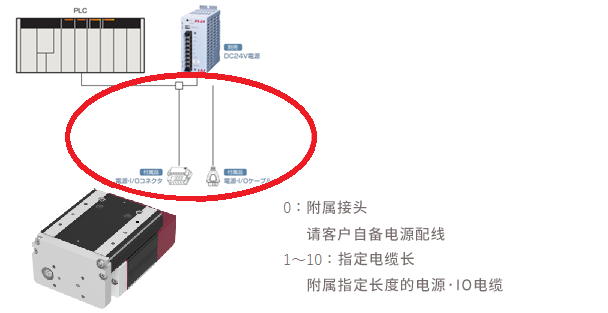 PLC
別売
DC24V電源
付属品
電源・I/Oコネクタ
付属品
電源・I/Oケーブル
0：附属接头
请客户自备电源配线
1～10：指定电缆长
附属指定长度的电源·IO电缆